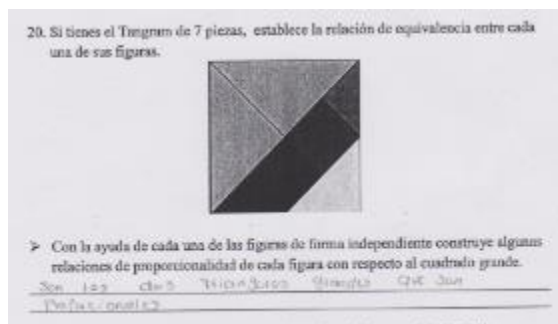 20. Si tienes el Tangram de 7 piezas, establece la relación de equivalencia entre cada
una de sus figuras.
➢ Con la ayuda de cada una de las figuras de forma independiente construye algunas
relaciones de proporcionalidad de cada figura con respecto al cuadrado grande.
Son los dos Triangulos grandes que son